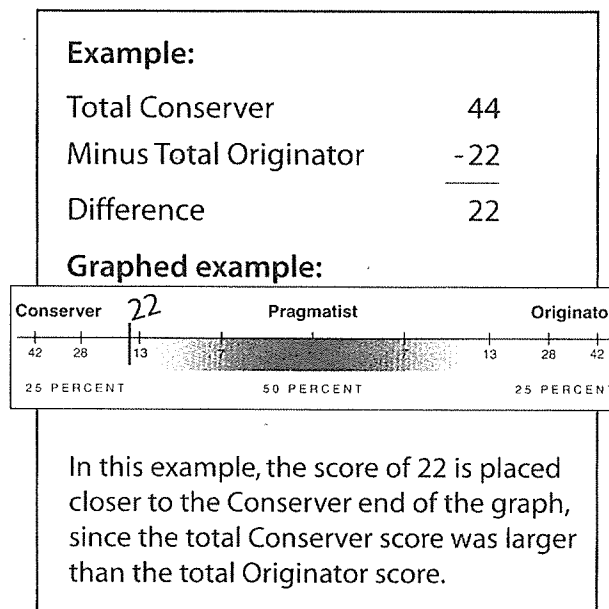 Example:
Total Conserver 44
Minus Total Originator -22
Difference 22
Graphed example:
Conserver 22 Pragmatist Originato
42 28 13 7 7 13 28 42
25 PERCENT 50 PERCENT 25 PERCENT
In this example, the score of 22 is placed
closer to the Conserver end of the graph,
since the total Conserver score was larger
than the total Originator score.